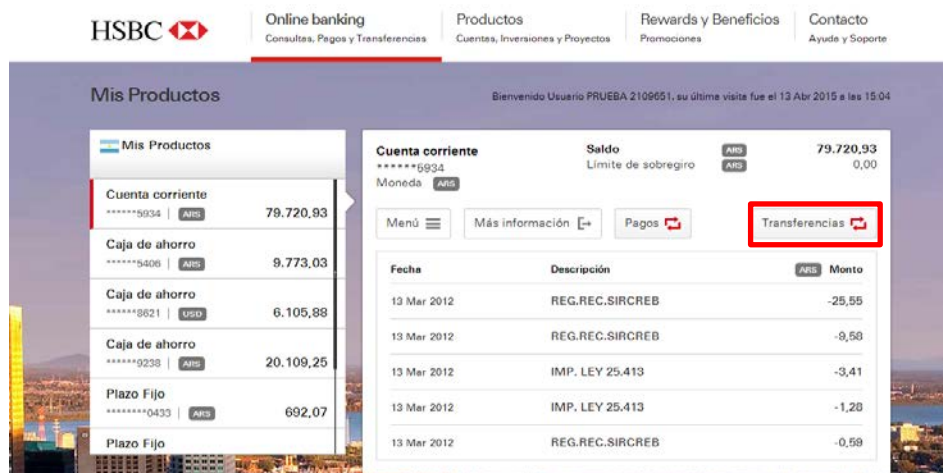 HSBC
Online banking
Consultas, Pagos y Transferencias
Productos
Cuentas, Inversiones y Proyectos
Rewards y Beneficios
Promociones
Contacto
Ayuda y Soporte
Mis Productos
Bienvenido Usuario PRUEBA 2109651, su última visita fue el 13 Abr 2015 a las 15:04
Mis Productos
Cuenta corriente
******5934 | ARS 79.720,93
Caja de ahorro
******5406 | ARS 9.773,03
Caja de ahorro
******8621 | USD 6.105,88
Caja de ahorro
******9238 | ARS 20.109,25
Plazo Fijo
********0433 | ARS 692,07
Plazo Fijo
Cuenta corriente Saldo ARS 79.720,93
******5934 Límite de sobregiro ARS 0,00
Moneda ARS
Menú Más información Pagos Transferencias
Fecha Descripción ARS Monto
13 Mar 2012 REG.REC.SIRCREB -25,55
13 Mar 2012 REG.REC.SIRCREB -9,58
13 Mar 2012 IMP. LEY 25.413 -3,41
13 Mar 2012 IMP. LEY 25.413 -1,28
13 Mar 2012 REG.REC.SIRCREB -0,59